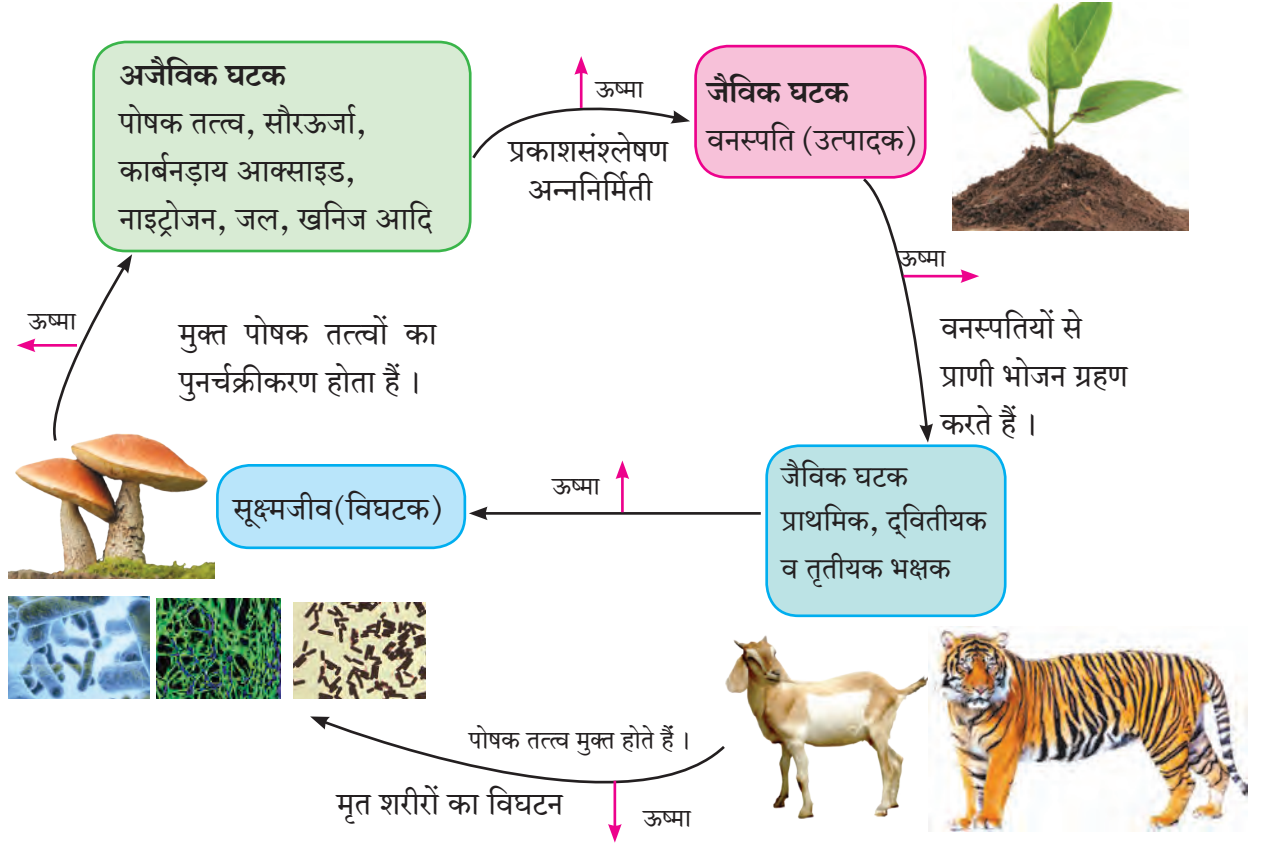 अजैविक घटक
पोषक तत्त्व, सौरऊर्जा,
कार्बनड़ाय आक्साइड,
नाइट्रोजन, जल, खनिज आदि
ऊष्मा
प्रकाशसंश्लेषण
अन्ननिर्मिती
जैविक घटक
वनस्पति (उत्पादक)
ऊष्मा
वनस्पतियों से
प्राणी भोजन ग्रहण
करते हैं ।
जैविक घटक
प्राथमिक, द्‌वितीयक
व तृतीयक भक्षक
ऊष्मा
सूक्ष्मजीव(विघटक)
ऊष्मा
मुक्त पोषक तत्त्वों का
पुनर्चक्रीकरण होता हैं ।
पोषक तत्त्व मुक्त होते हैं ।
मृत शरीरों का विघटन
ऊष्मा